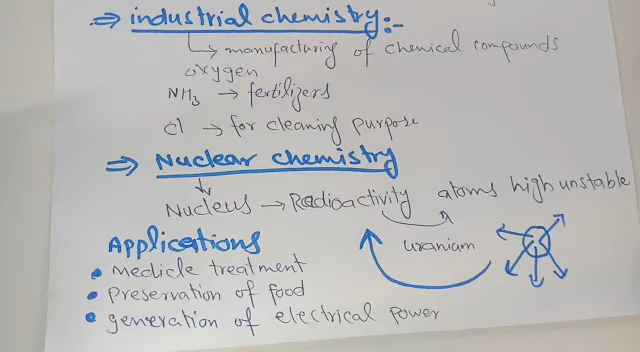 ⇒ industrial chemistry:-
↳ manufacturing of chemical compounds
oxygen
NH3 → fertilizers
Cl → for cleaning purpose
⇒ Nuclear chemistry
Nucleus → Radioactivity atoms high unstable
Applications uraniam
• medicle treatment
• preservation of food
• generation of electrical power